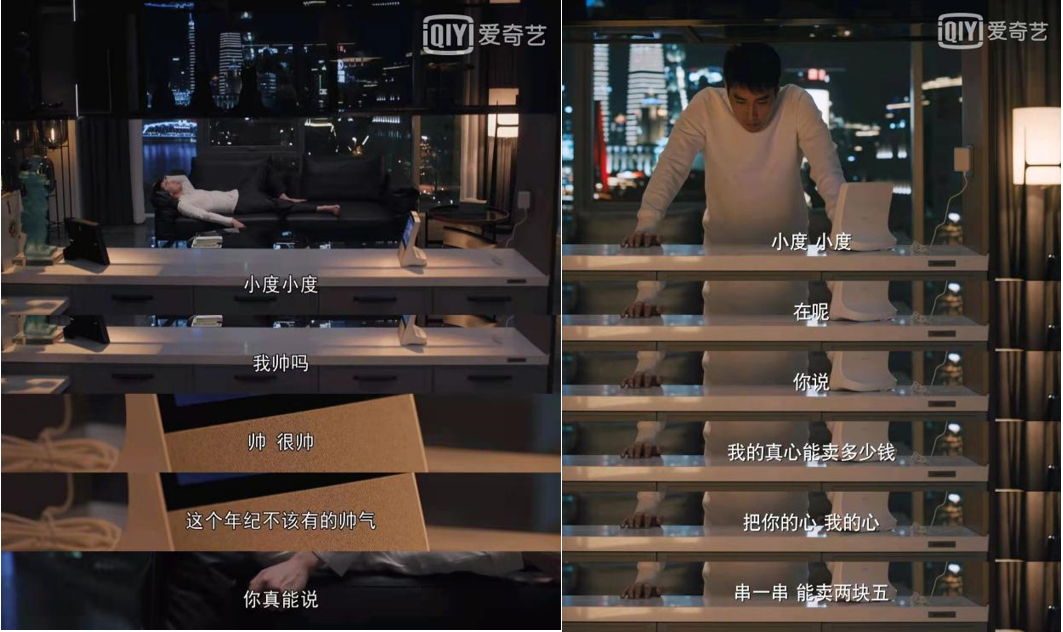 iQIYI 爱奇艺
小度小度
我帅吗
帅 很帅
这个年纪不该有的帅气
你真能说
iQIYI 爱奇艺
小度 小度
在呢
你说
我的真心能卖多少钱
把你的心 我的心
串一串 能卖两块五